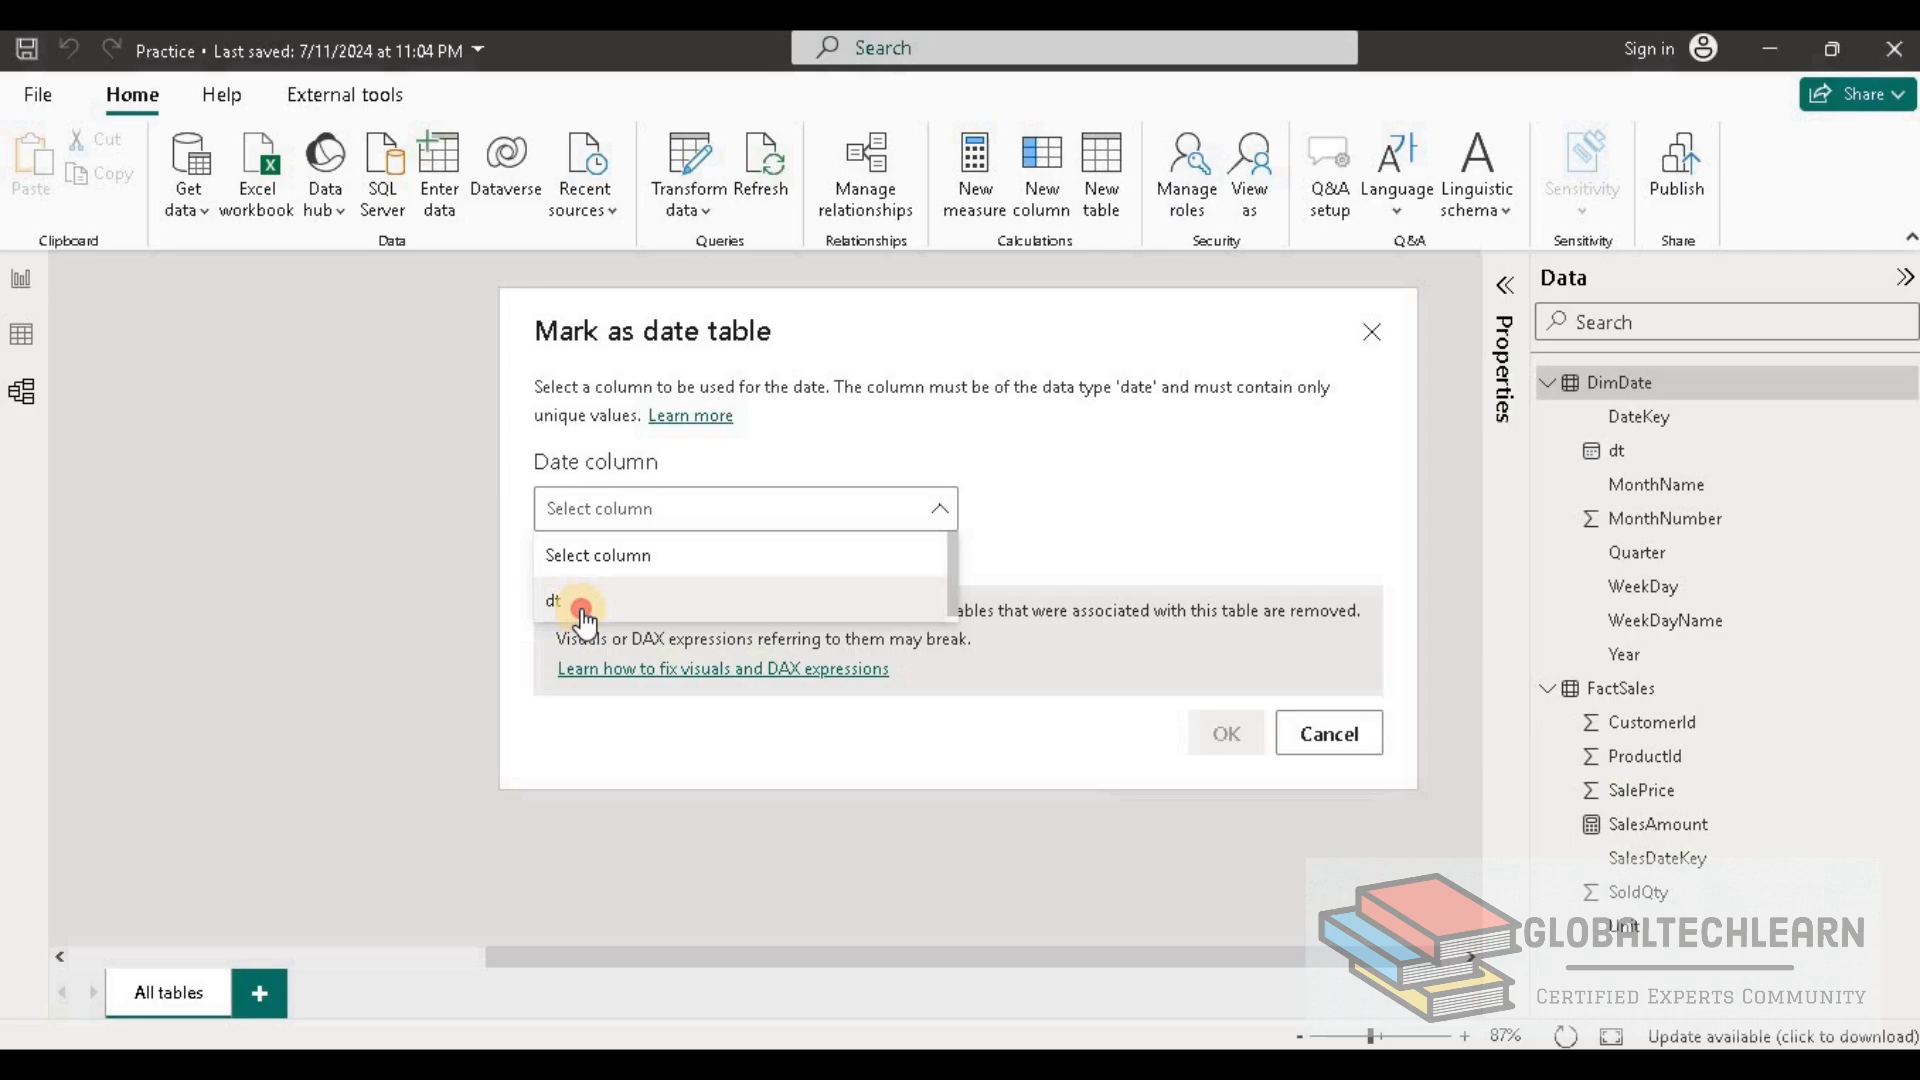 Practice • Last saved: 7/11/2024 at 11:04 PM
Search
Sign in
File
Home
Help
External tools
Share
Paste
Cut
Copy
Clipboard
Get data
Excel workbook
Data hub
SQL Server
Enter data
Dataverse
Recent sources
Data
Transform data
Refresh
Queries
Manage relationships
Relationships
New measure
New column
New table
Calculations
Manage roles
View as
Security
Q&A setup
Language
Linguistic schema
Q&A
Sensitivity
Sensitivity
Publish
Share
Mark as date table
Select a column to be used for the date. The column must be of the data type 'date' and must contain only
unique values. Learn more
Date column
Select column
Select column
dt
ables that were associated with this table are removed.
Visuals or DAX expressions referring to them may break.
Learn how to fix visuals and DAX expressions
OK
Cancel
Properties
Data
Search
DimDate
DateKey
dt
MonthName
MonthNumber
Quarter
WeekDay
WeekDayName
Year
FactSales
CustomerId
ProductId
SalePrice
SalesAmount
SalesDateKey
SoldQty
Unit
GLOBALTECHLEARN
CERTIFIED EXPERTS COMMUNITY
All tables
87%
Update available (click to download)